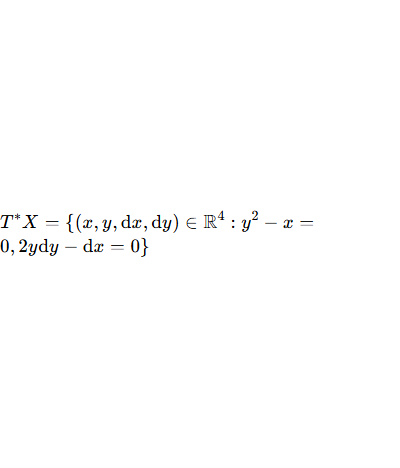 T*X = {(x, y, dx, dy) ∈ ℝ⁴ : y² − x =
0, 2ydy − dx = 0}